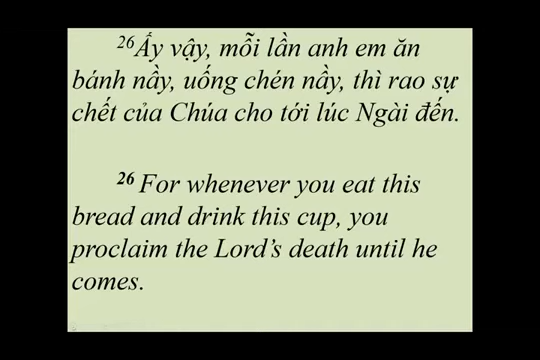 26Ấy vậy, mỗi lần anh em ăn
bánh nầy, uống chén nầy, thì rao sự
chết của Chúa cho tới lúc Ngài đến.
26 For whenever you eat this
bread and drink this cup, you
proclaim the Lord’s death until he
comes.